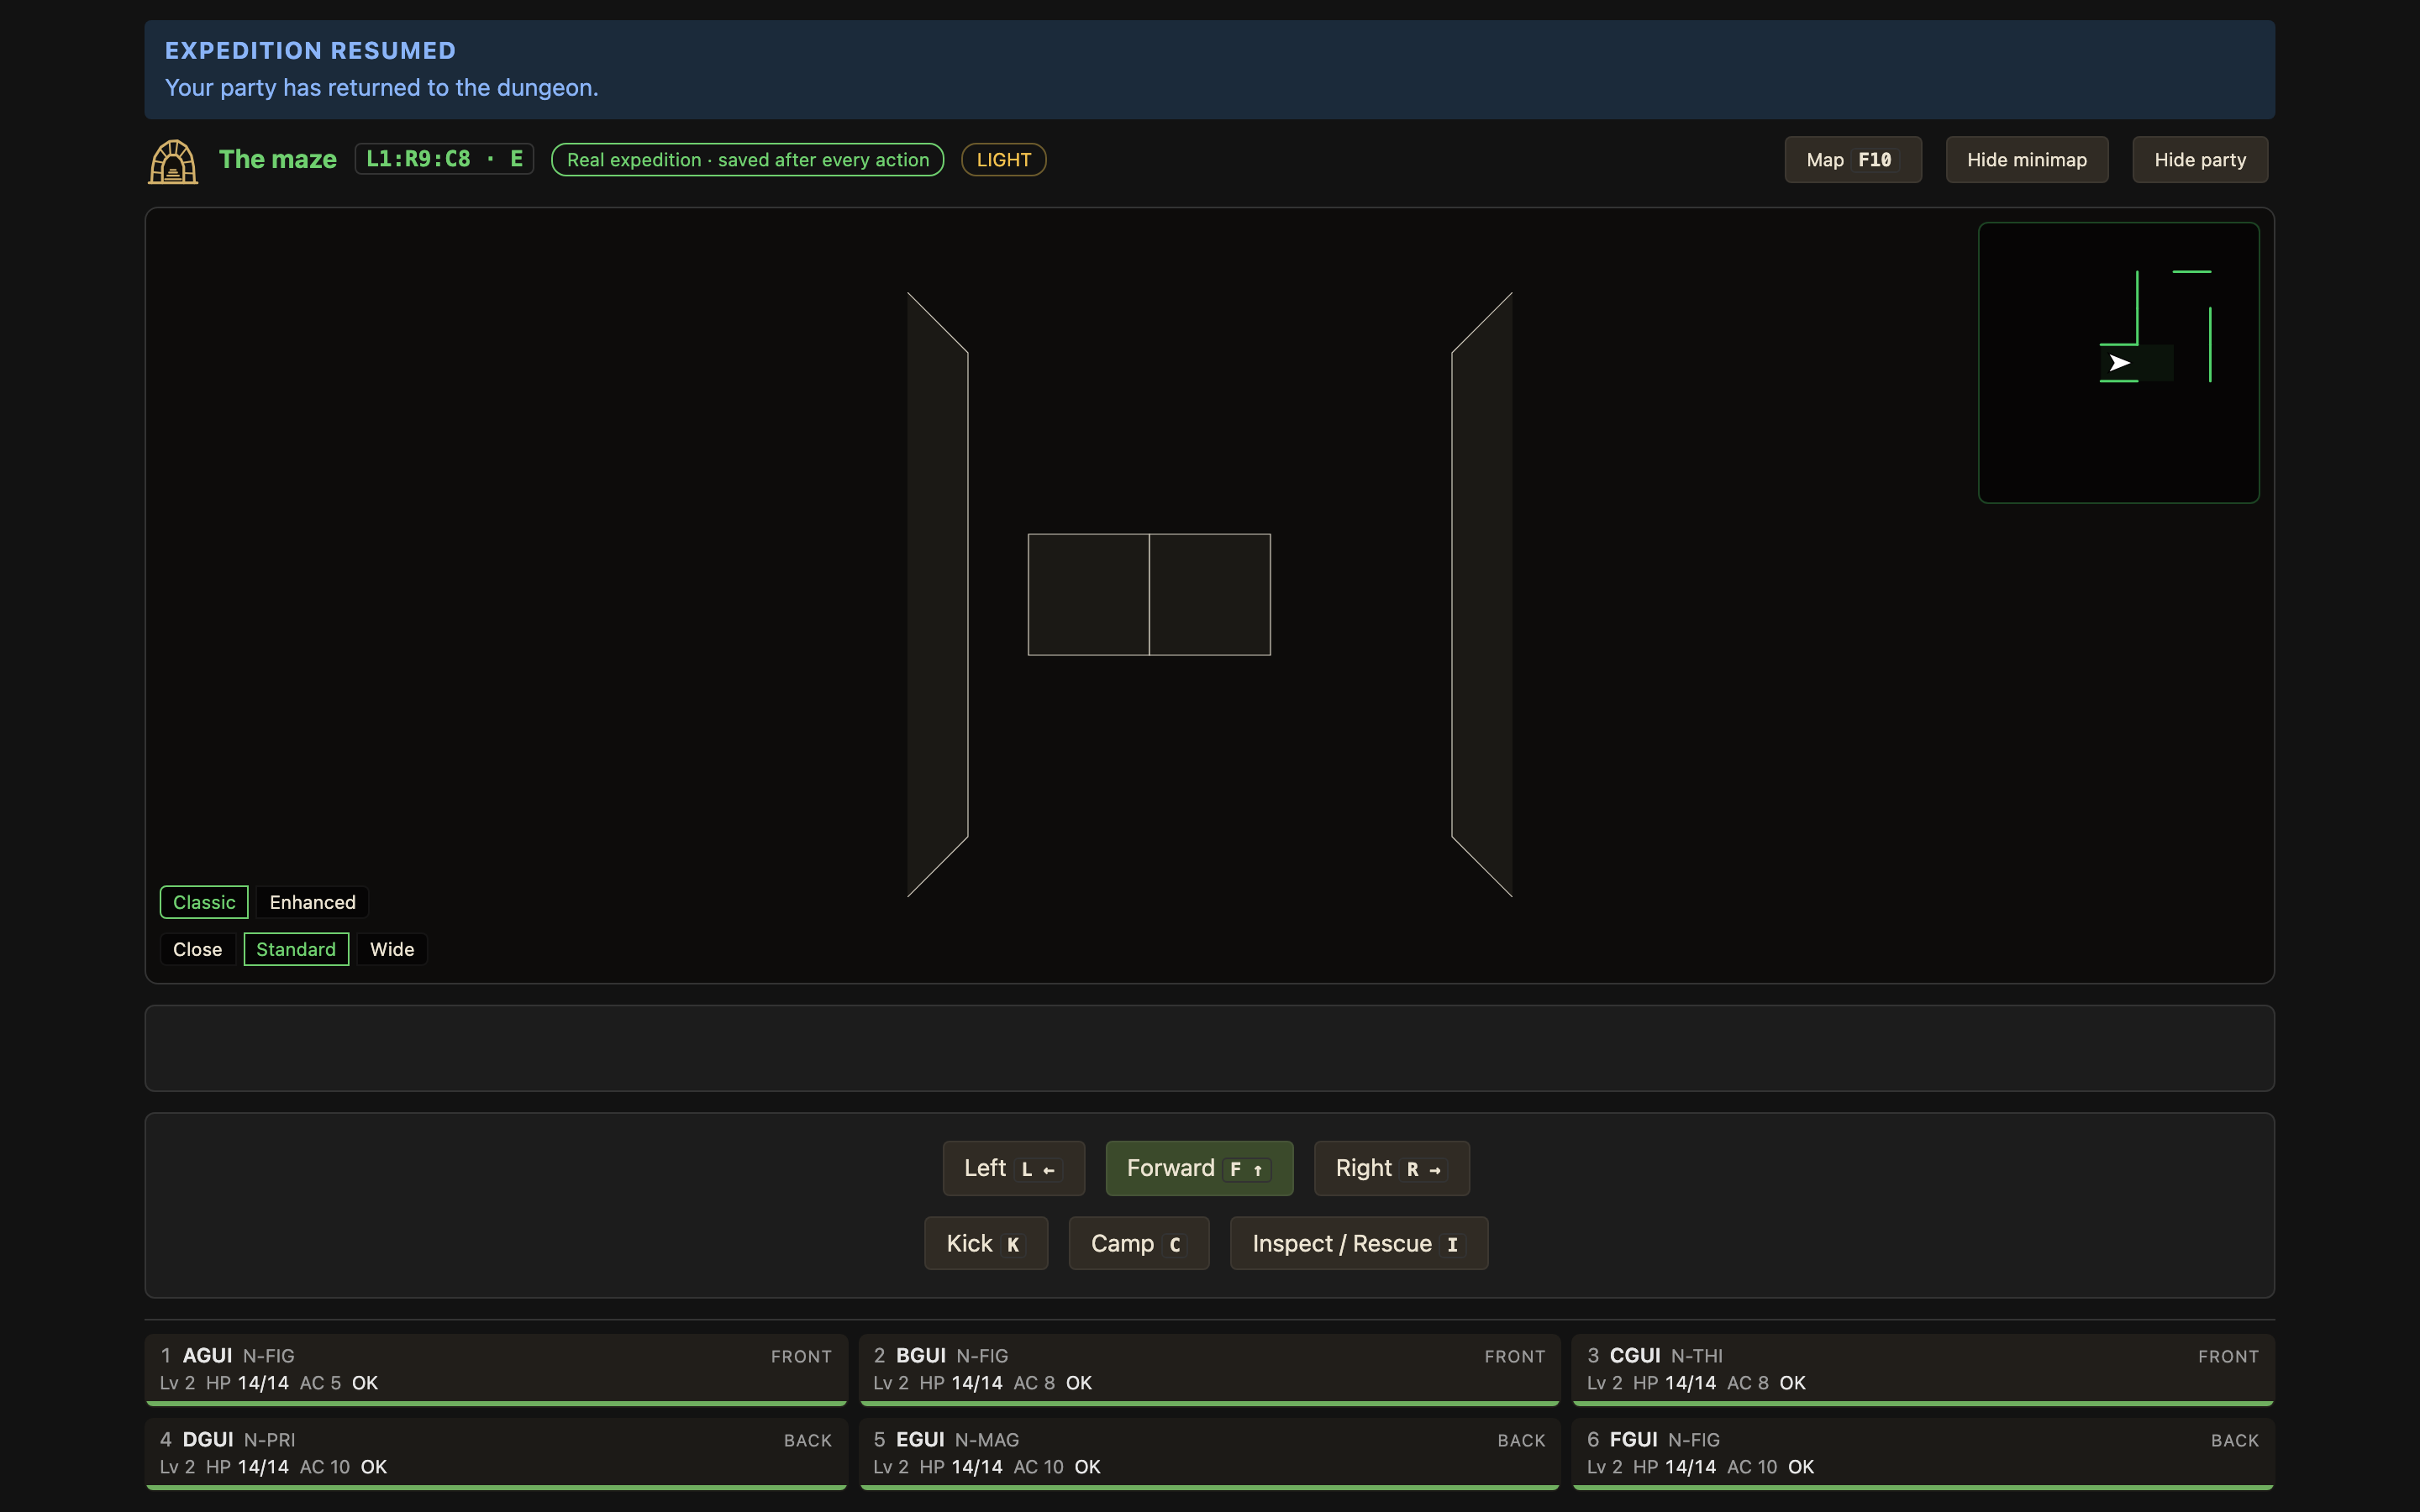 EXPEDITION RESUMED
Your party has returned to the dungeon.
The maze L1:R9:C8 · E Real expedition · saved after every action LIGHT Map F10 Hide minimap Hide party
Classic Enhanced
Close Standard Wide
Left L ← Forward F ↑ Right R →
Kick K Camp C Inspect / Rescue I
1 AGUI N-FIG FRONT
Lv 2 HP 14/14 AC 5 OK
2 BGUI N-FIG FRONT
Lv 2 HP 14/14 AC 8 OK
3 CGUI N-THI FRONT
Lv 2 HP 14/14 AC 8 OK
4 DGUI N-PRI BACK
Lv 2 HP 14/14 AC 10 OK
5 EGUI N-MAG BACK
Lv 2 HP 14/14 AC 10 OK
6 FGUI N-FIG BACK
Lv 2 HP 14/14 AC 10 OK